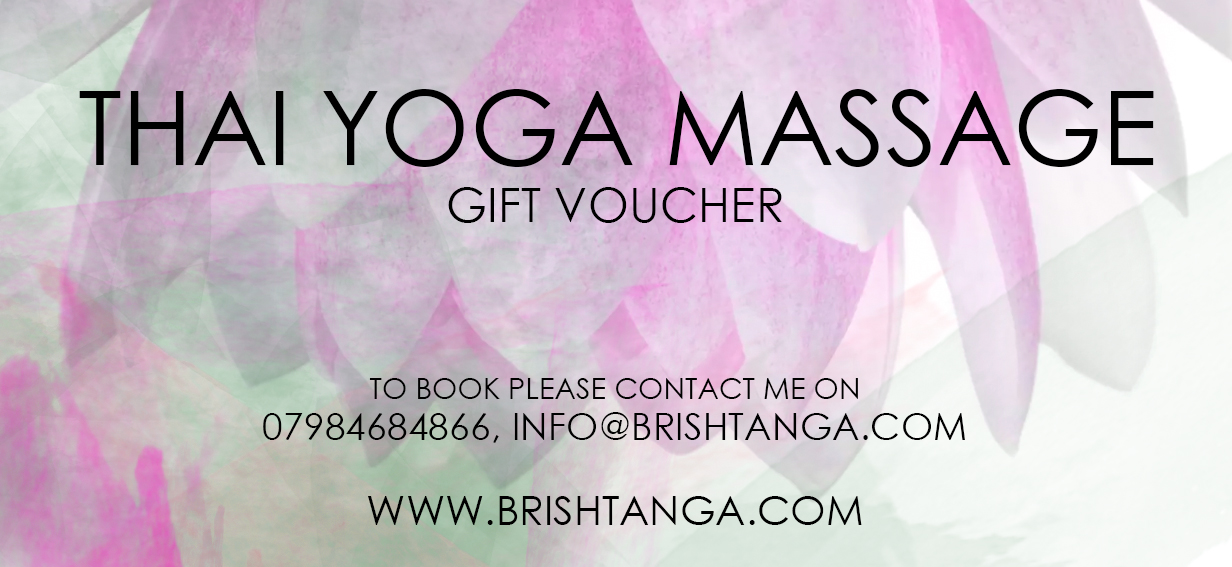 THAI YOGA MASSAGE
GIFT VOUCHER
TO BOOK PLEASE CONTACT ME ON
07984684866, INFO@BRISHTANGA.COM
WWW.BRISHTANGA.COM